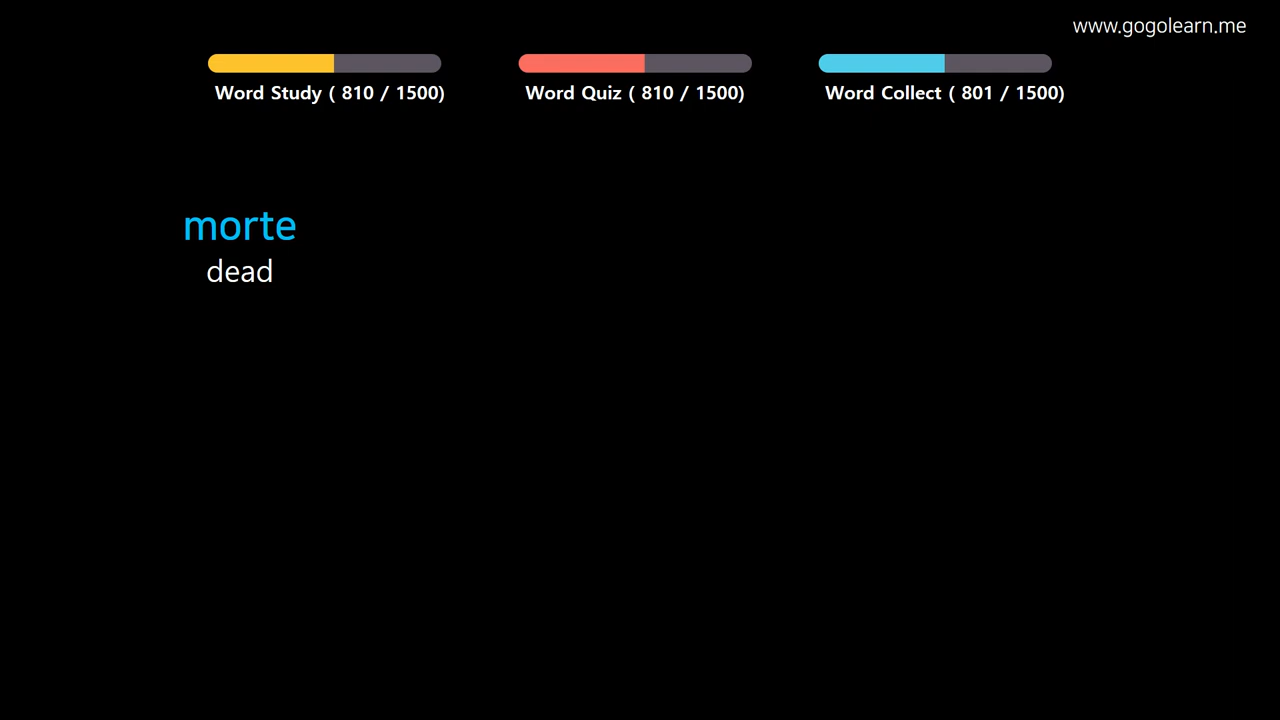 www.gogolearn.me
Word Study ( 810 / 1500)
Word Quiz ( 810 / 1500)
Word Collect ( 801 / 1500)
morte
dead